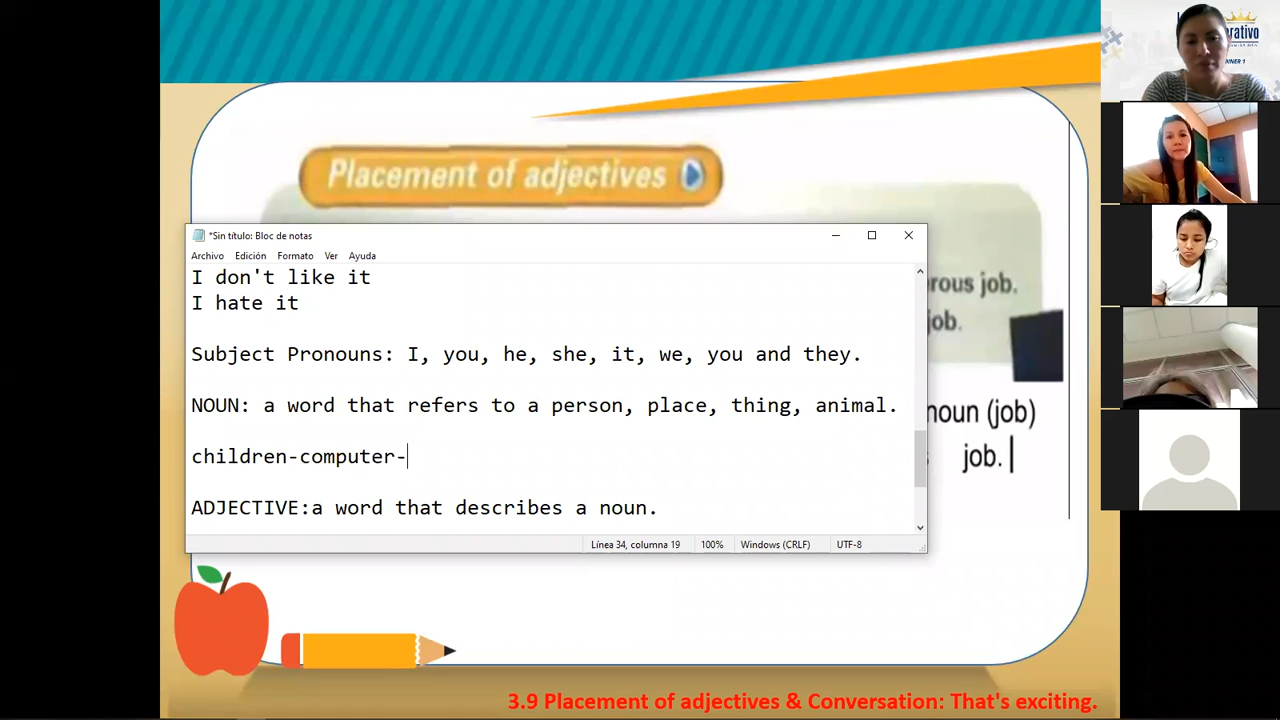 Placement of adjectives
*Sin título: Bloc de notas
Archivo Edición Formato Ver Ayuda
I don't like it
I hate it
Subject Pronouns: I, you, he, she, it, we, you and they.
NOUN: a word that refers to a person, place, thing, animal.
children-computer-
ADJECTIVE:a word that describes a noun.
Línea 34, columna 19 100% Windows (CRLF) UTF-8
job.
job.
noun (job)
job.
3.9 Placement of adjectives & Conversation: That's exciting.